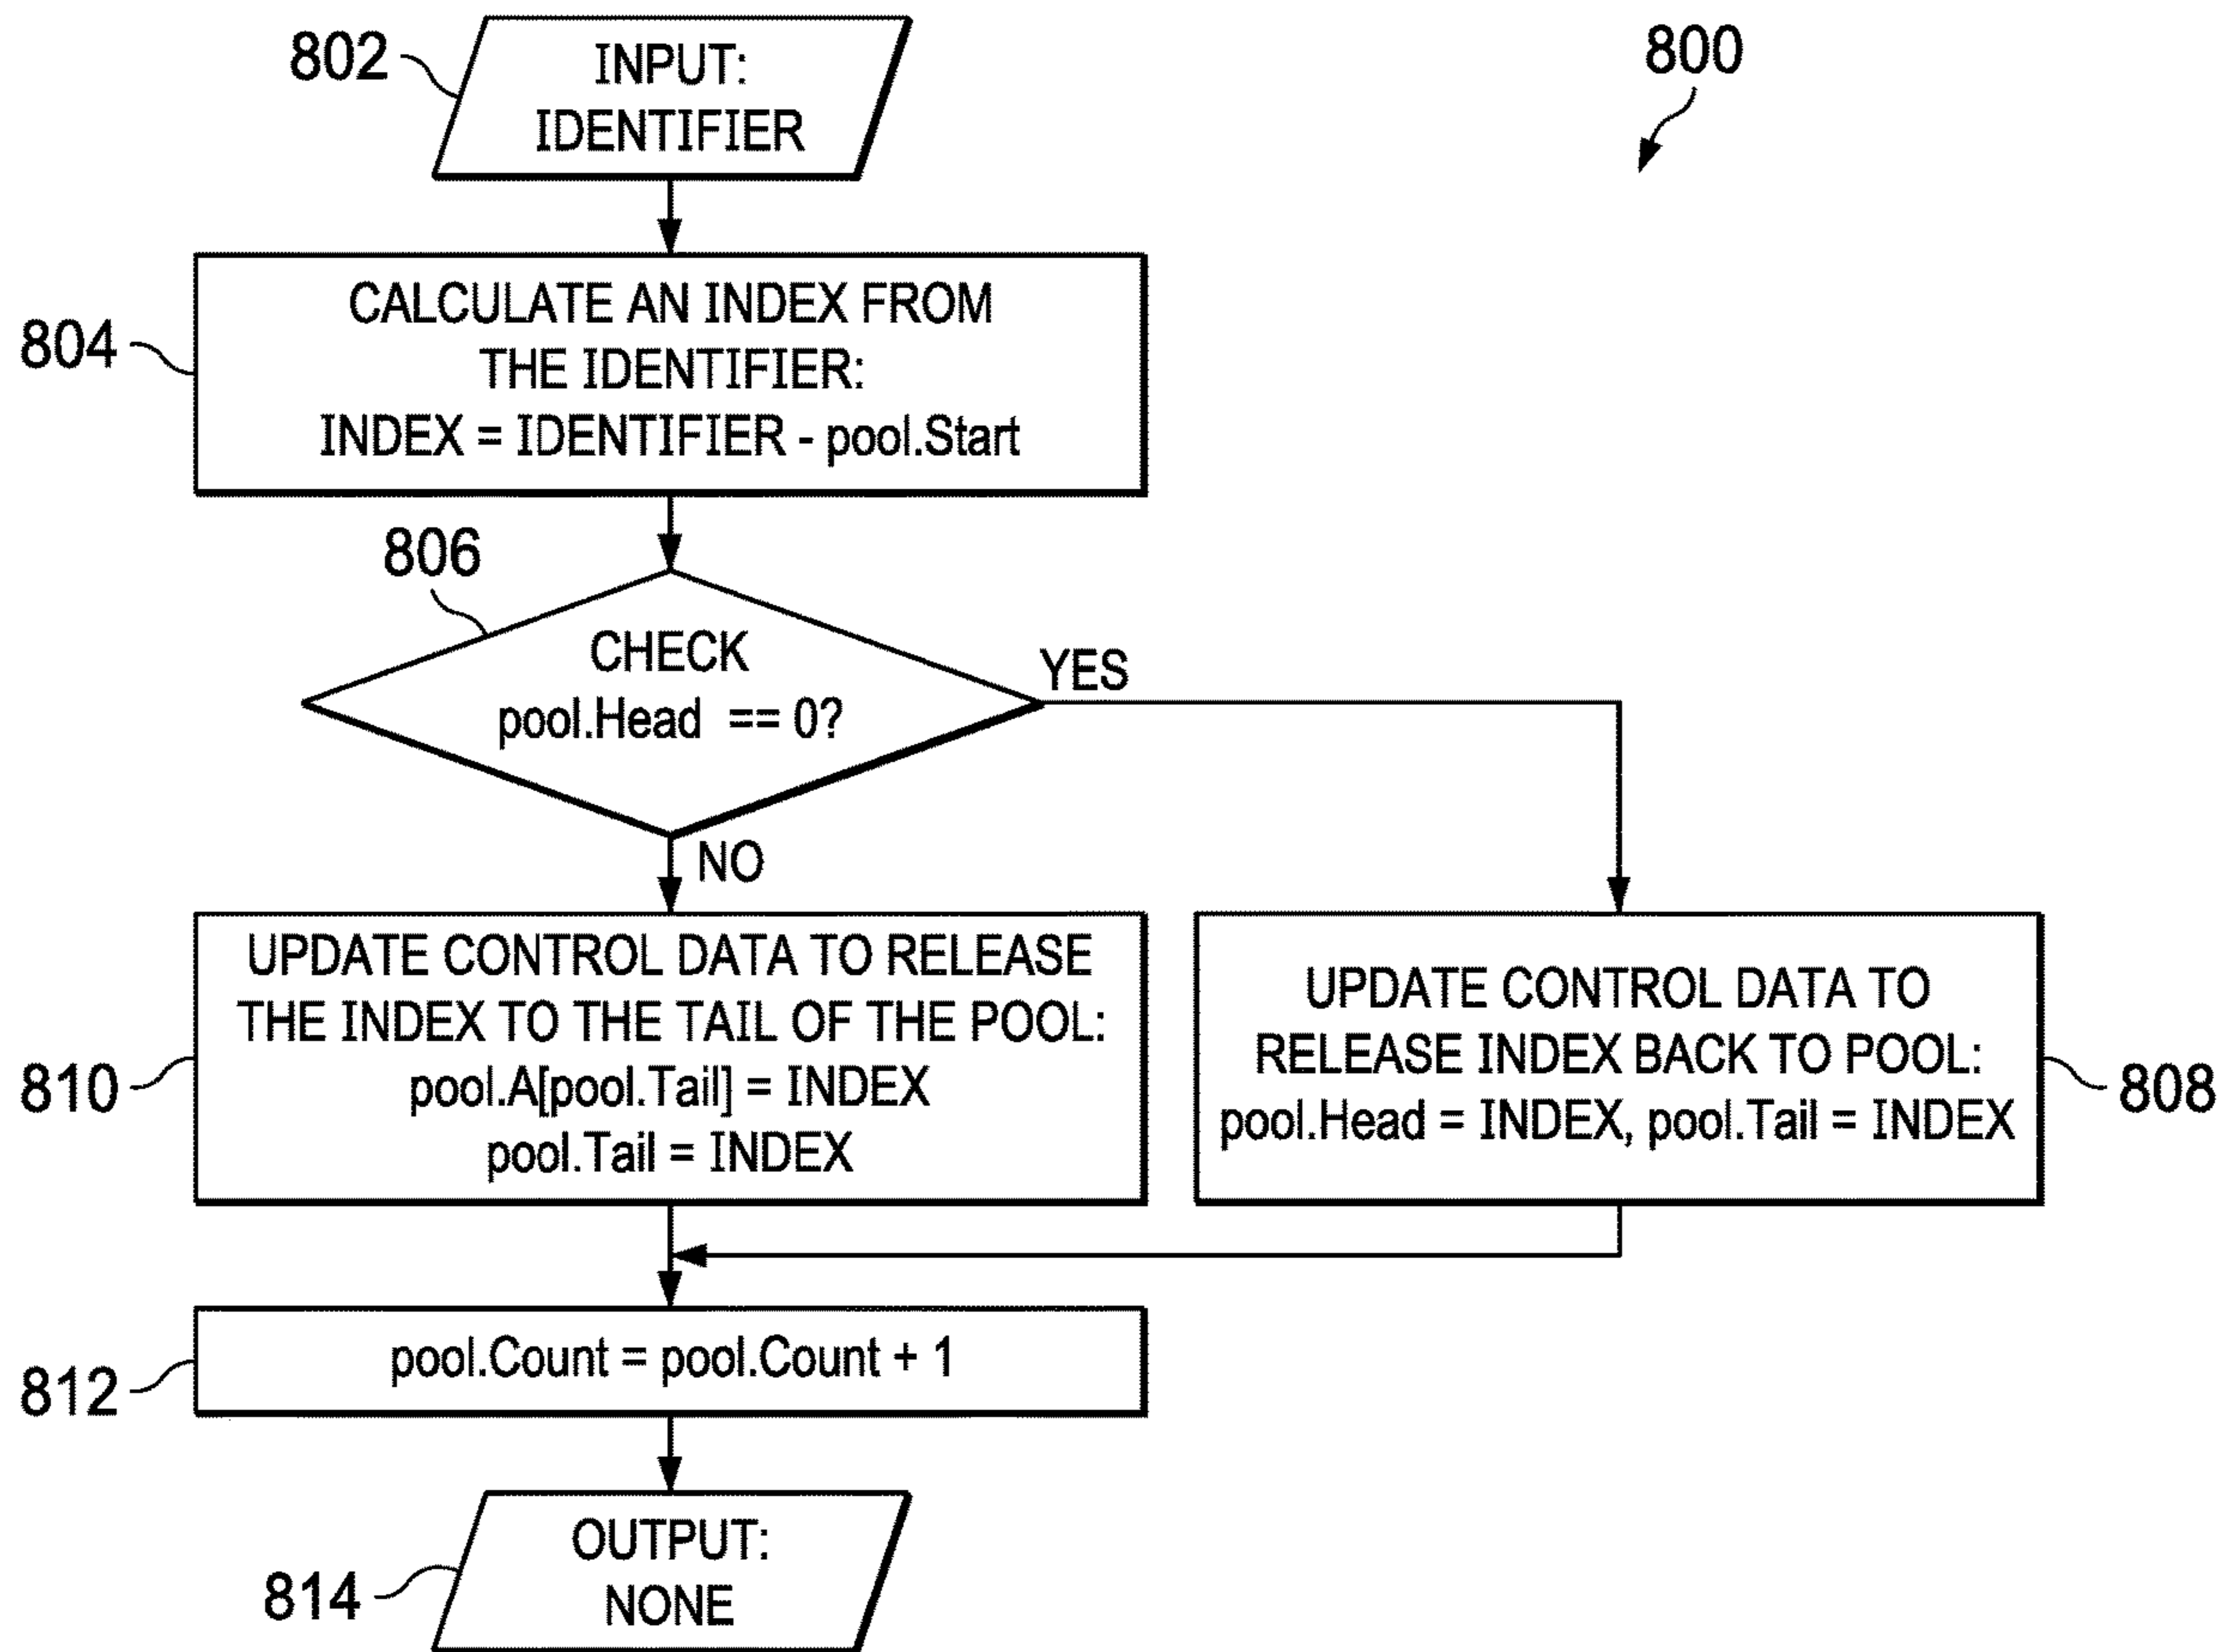 802
INPUT:
IDENTIFIER
800
804
CALCULATE AN INDEX FROM
THE IDENTIFIER:
INDEX = IDENTIFIER - pool.Start
806
CHECK
pool.Head == 0?
YES
NO
810
UPDATE CONTROL DATA TO RELEASE
THE INDEX TO THE TAIL OF THE POOL:
pool.A[pool.Tail] = INDEX
pool.Tail = INDEX
UPDATE CONTROL DATA TO
RELEASE INDEX BACK TO POOL:
pool.Head = INDEX, pool.Tail = INDEX
808
812
pool.Count = pool.Count + 1
814
OUTPUT:
NONE